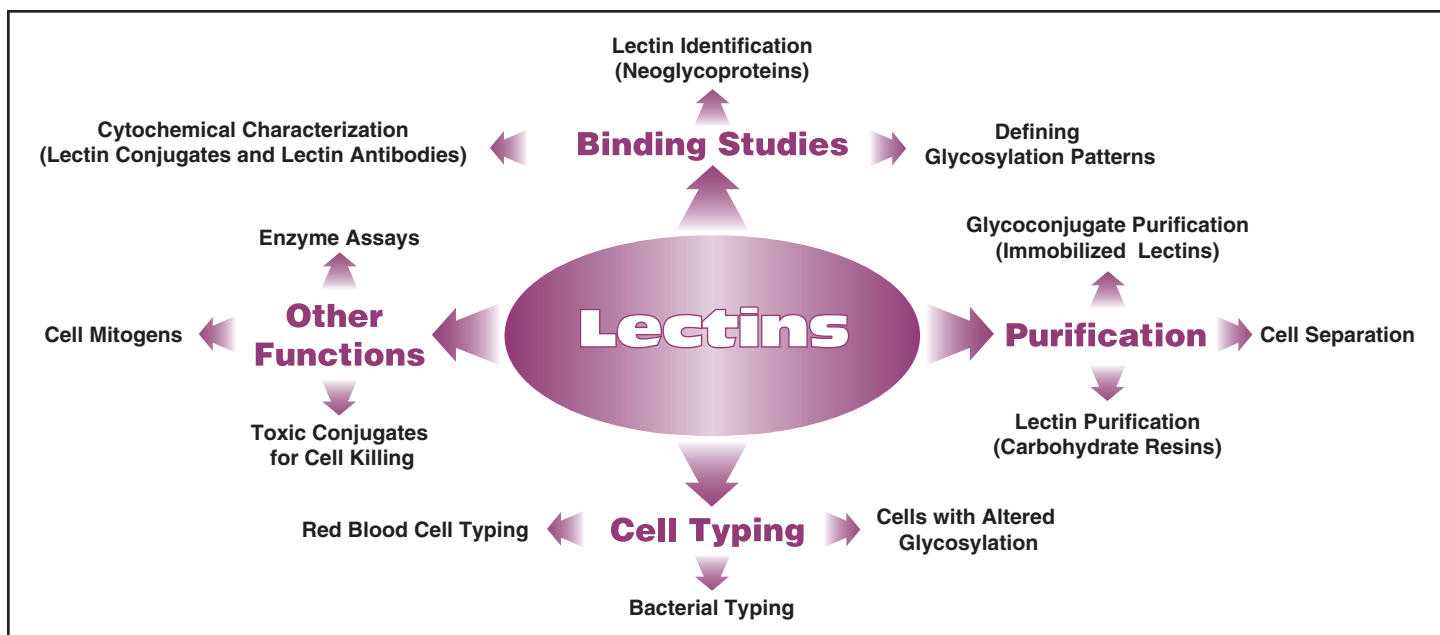 Lectin Identification
(Neoglycoproteins)
Cytochemical Characterization
(Lectin Conjugates and Lectin Antibodies)
Binding Studies
Defining
Glycosylation Patterns
Enzyme Assays
Glycoconjugate Purification
(Immobilized Lectins)
Cell Mitogens
Other
Functions
Lectins
Purification
Cell Separation
Toxic Conjugates
for Cell Killing
Lectin Purification
(Carbohydrate Resins)
Red Blood Cell Typing
Cell Typing
Cells with Altered
Glycosylation
Bacterial Typing